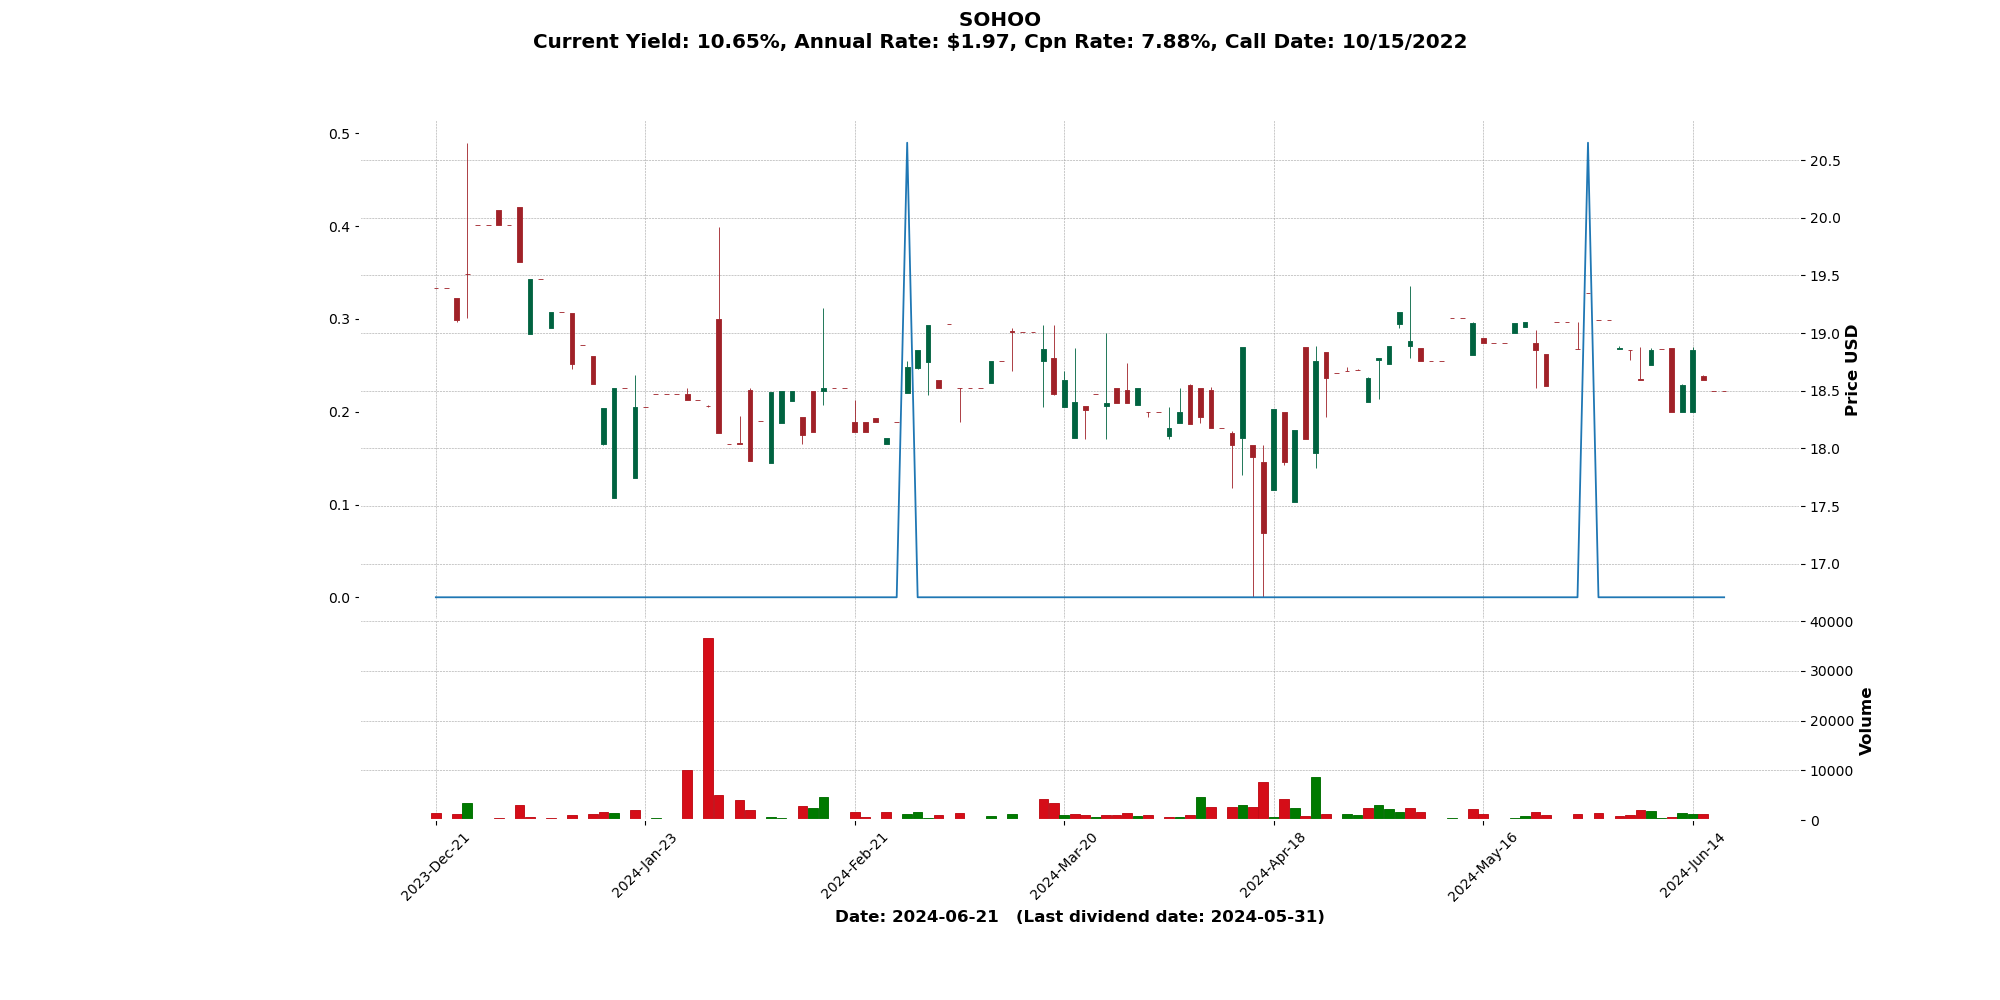 SOHOO
Current Yield: 10.65%, Annual Rate: $1.97, Cpn Rate: 7.88%, Call Date: 10/15/2022
0.5
0.4
0.3
0.2
0.1
0.0
20.5
20.0
19.5
19.0
18.5
18.0
17.5
17.0
Price USD
40000
30000
20000
10000
0
Volume
2023-Dec-21
2024-Jan-23
2024-Feb-21
2024-Mar-20
2024-Apr-18
2024-May-16
2024-Jun-14
Date: 2024-06-21 (Last dividend date: 2024-05-31)